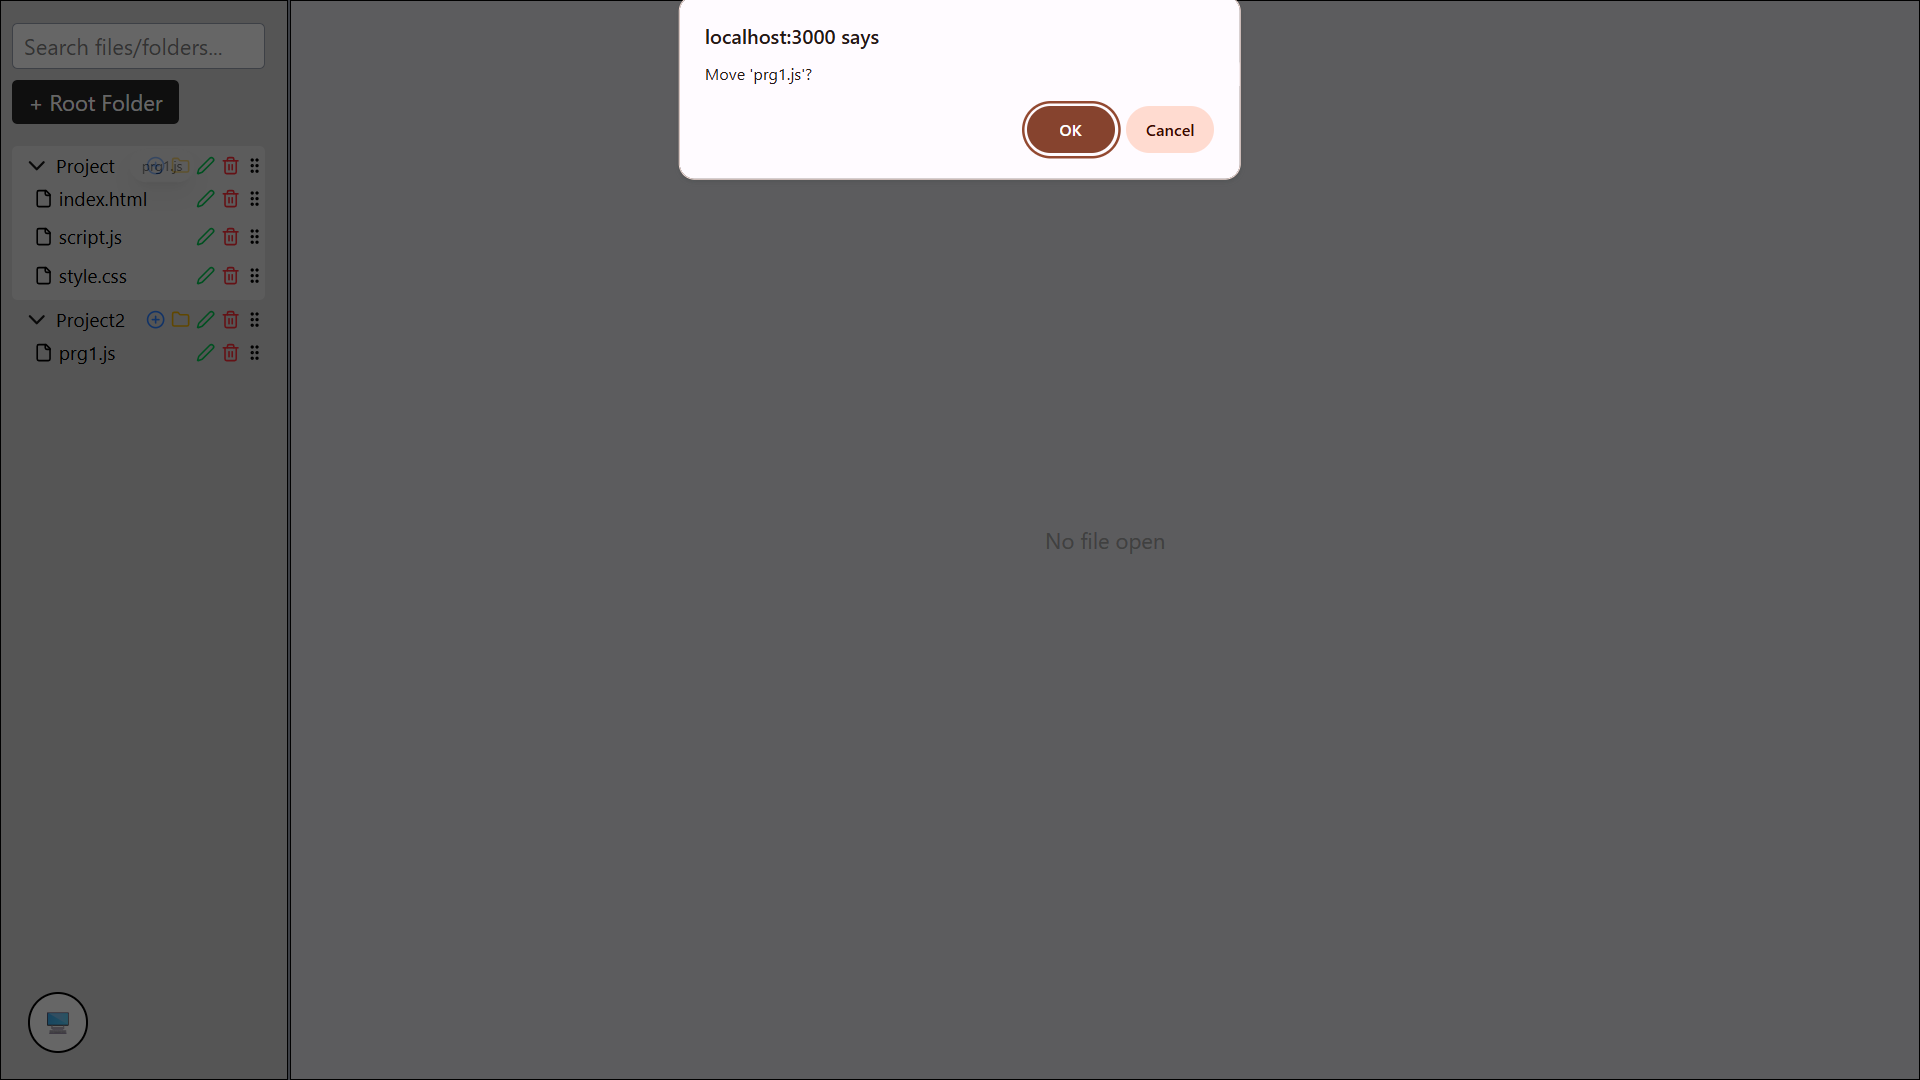 localhost:3000 says
Move 'prg1.js'?
OK
Cancel
Search files/folders...
+ Root Folder
Project
prg1.js
index.html
script.js
style.css
Project2
prg1.js
No file open